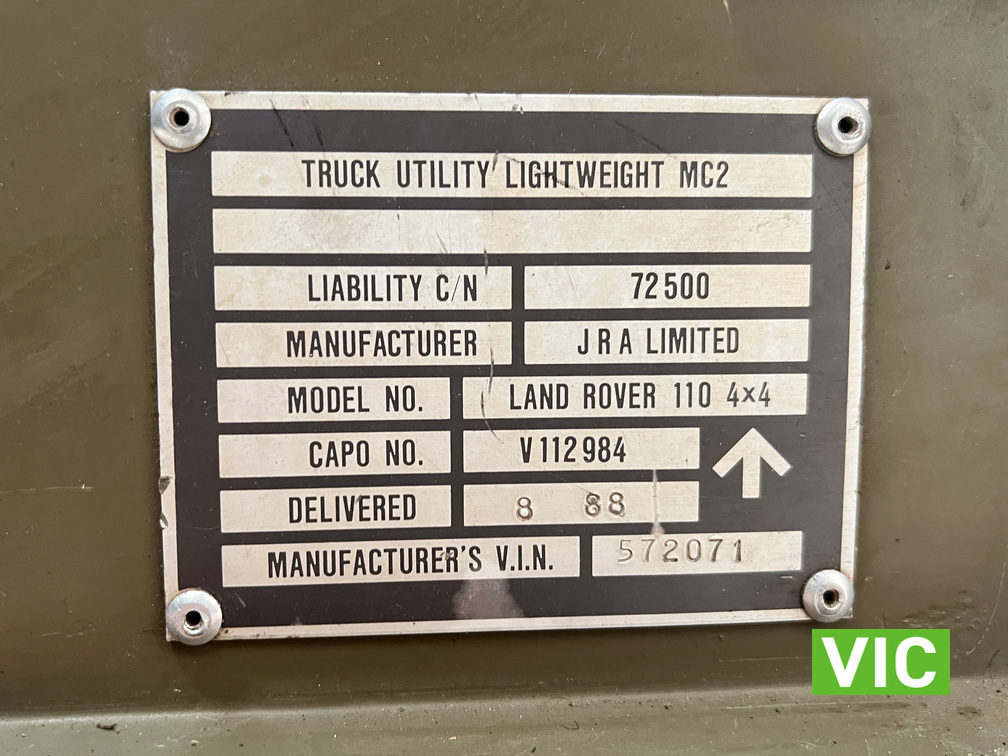 TRUCK UTILITY LIGHTWEIGHT MC2
LIABILITY C/N 72500
MANUFACTURER J R A LIMITED
MODEL NO. LAND ROVER 110 4×4
CAPO NO. V112984
DELIVERED 8 88
MANUFACTURER'S V.I.N. 572071
VIC